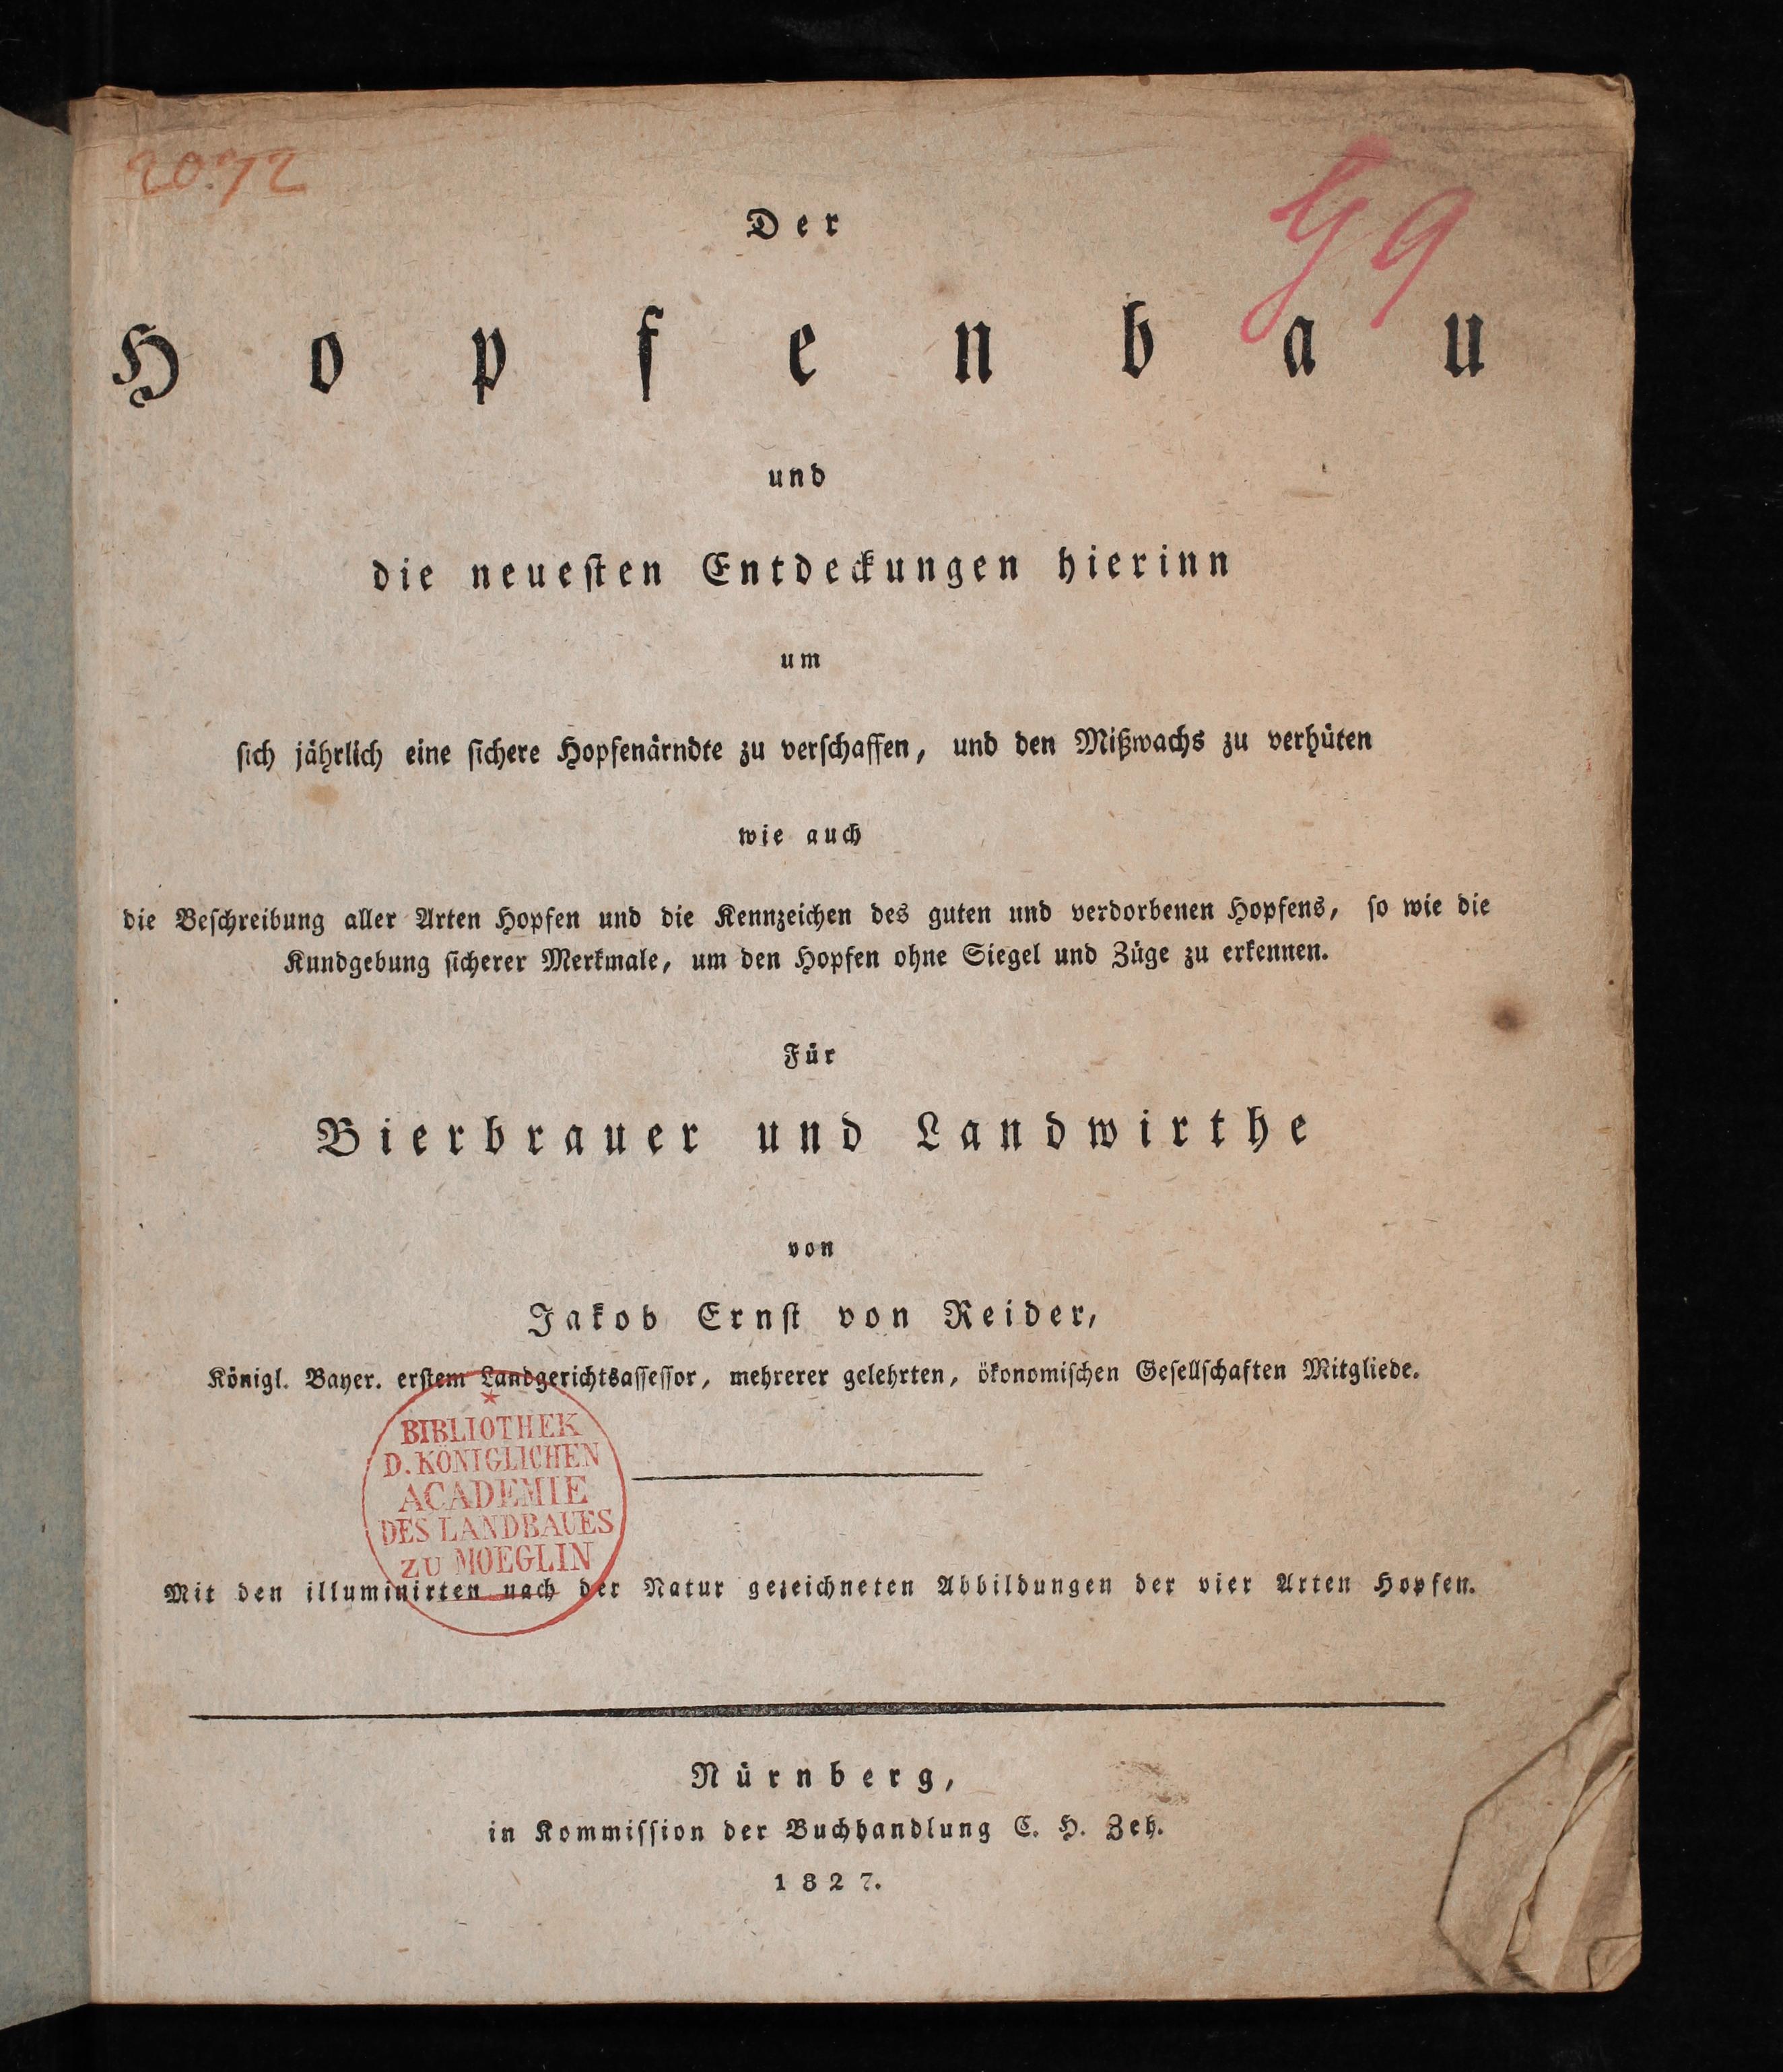 2072
G 9
Der
Hopfenbau
und
die neueſten Entdeckungen hierinn
um
ſich jährlich eine ſichere Hopfenärndte zu verſchaffen, und den Mißwachs zu verhüten
wie auch
die Beſchreibung aller Arten Hopfen und die Kennzeichen des guten und verdorbenen Hopfens, ſo wie die
Kundgebung ſicherer Merkmale, um den Hopfen ohne Siegel und Züge zu erkennen.
Für
Bierbrauer und Landwirthe
von
Jakob Ernſt von Reider,
Königl. Bayer. erſtem Landgerichtsaſſeſſor, mehrerer gelehrten, ökonomiſchen Geſellſchaften Mitgliede.
BIBLIOTHEK
D. KÖNIGLICHEN
ACADEMIE
DES LANDBAUES
ZU MOEGLIN
Mit den illuminirten nach der Natur gezeichneten Abbildungen der vier Arten Hopfen.
Nürnberg,
in Kommiſſion der Buchhandlung C. H. Zeh.
1827.